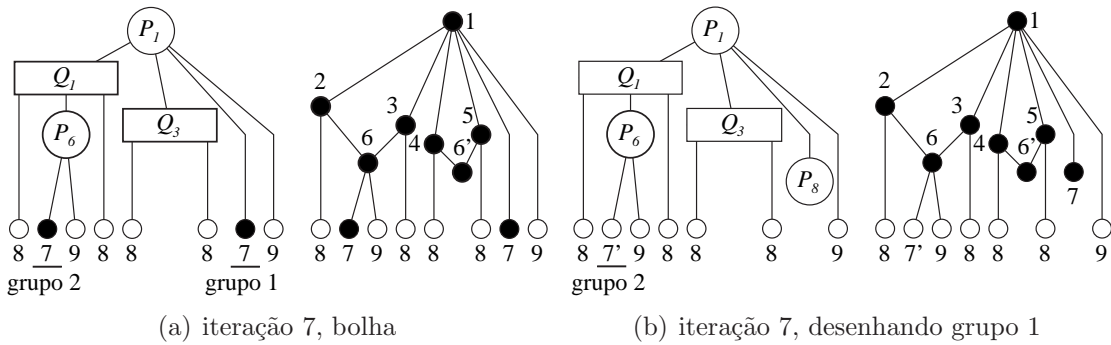 P1 1 P1 1
2 2
Q1 Q1
3 5 3 5
P6 Q3 6 4 P6 Q3 6 4
6' 6'
P8 7
8 7 9 8 8 7 9 8 7 9 8 8 8 7 9 8 7' 9 8 8 9 8 7' 9 8 8 8 9
grupo 2 grupo 1 grupo 2
(a) iteração 7, bolha (b) iteração 7, desenhando grupo 1